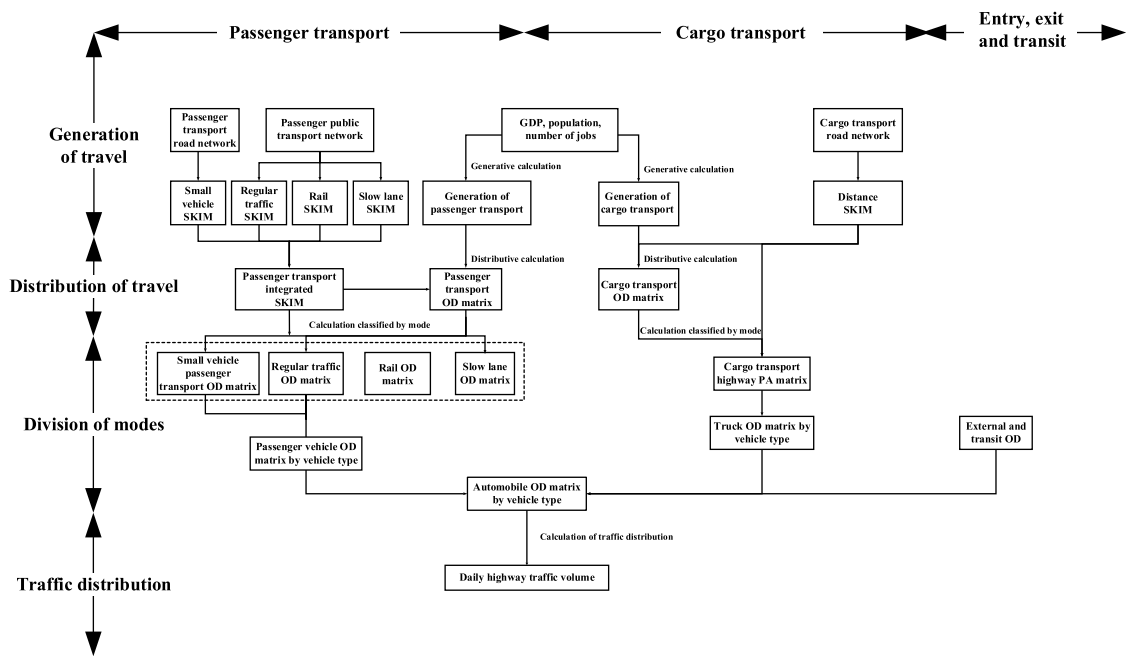 Passenger transport
Cargo transport
Entry, exit
and transit
Generation
of travel
Passenger
transport
road network
Passenger public
transport network
GDP, population,
number of jobs
Cargo transport
road network
Generative calculation
Generative calculation
Small
vehicle
SKIM
Regular
traffic
SKIM
Rail
SKIM
Slow lane
SKIM
Generation of
passenger transport
Generation of
cargo transport
Distance
SKIM
Distribution of travel
Distributive calculation
Distributive calculation
Passenger transport
integrated
SKIM
Passenger
transport
OD matrix
Cargo transport
OD matrix
Calculation classified by mode
Calculation classified by mode
Division of modes
Small vehicle
passenger
transport OD matrix
Regular traffic
OD matrix
Rail OD
matrix
Slow lane
OD matrix
Cargo transport
highway PA matrix
Passenger vehicle OD
matrix by vehicle type
Truck OD matrix by
vehicle type
External and
transit OD
Automobile OD matrix
by vehicle type
Traffic distribution
Calculation of traffic distribution
Daily highway traffic volume